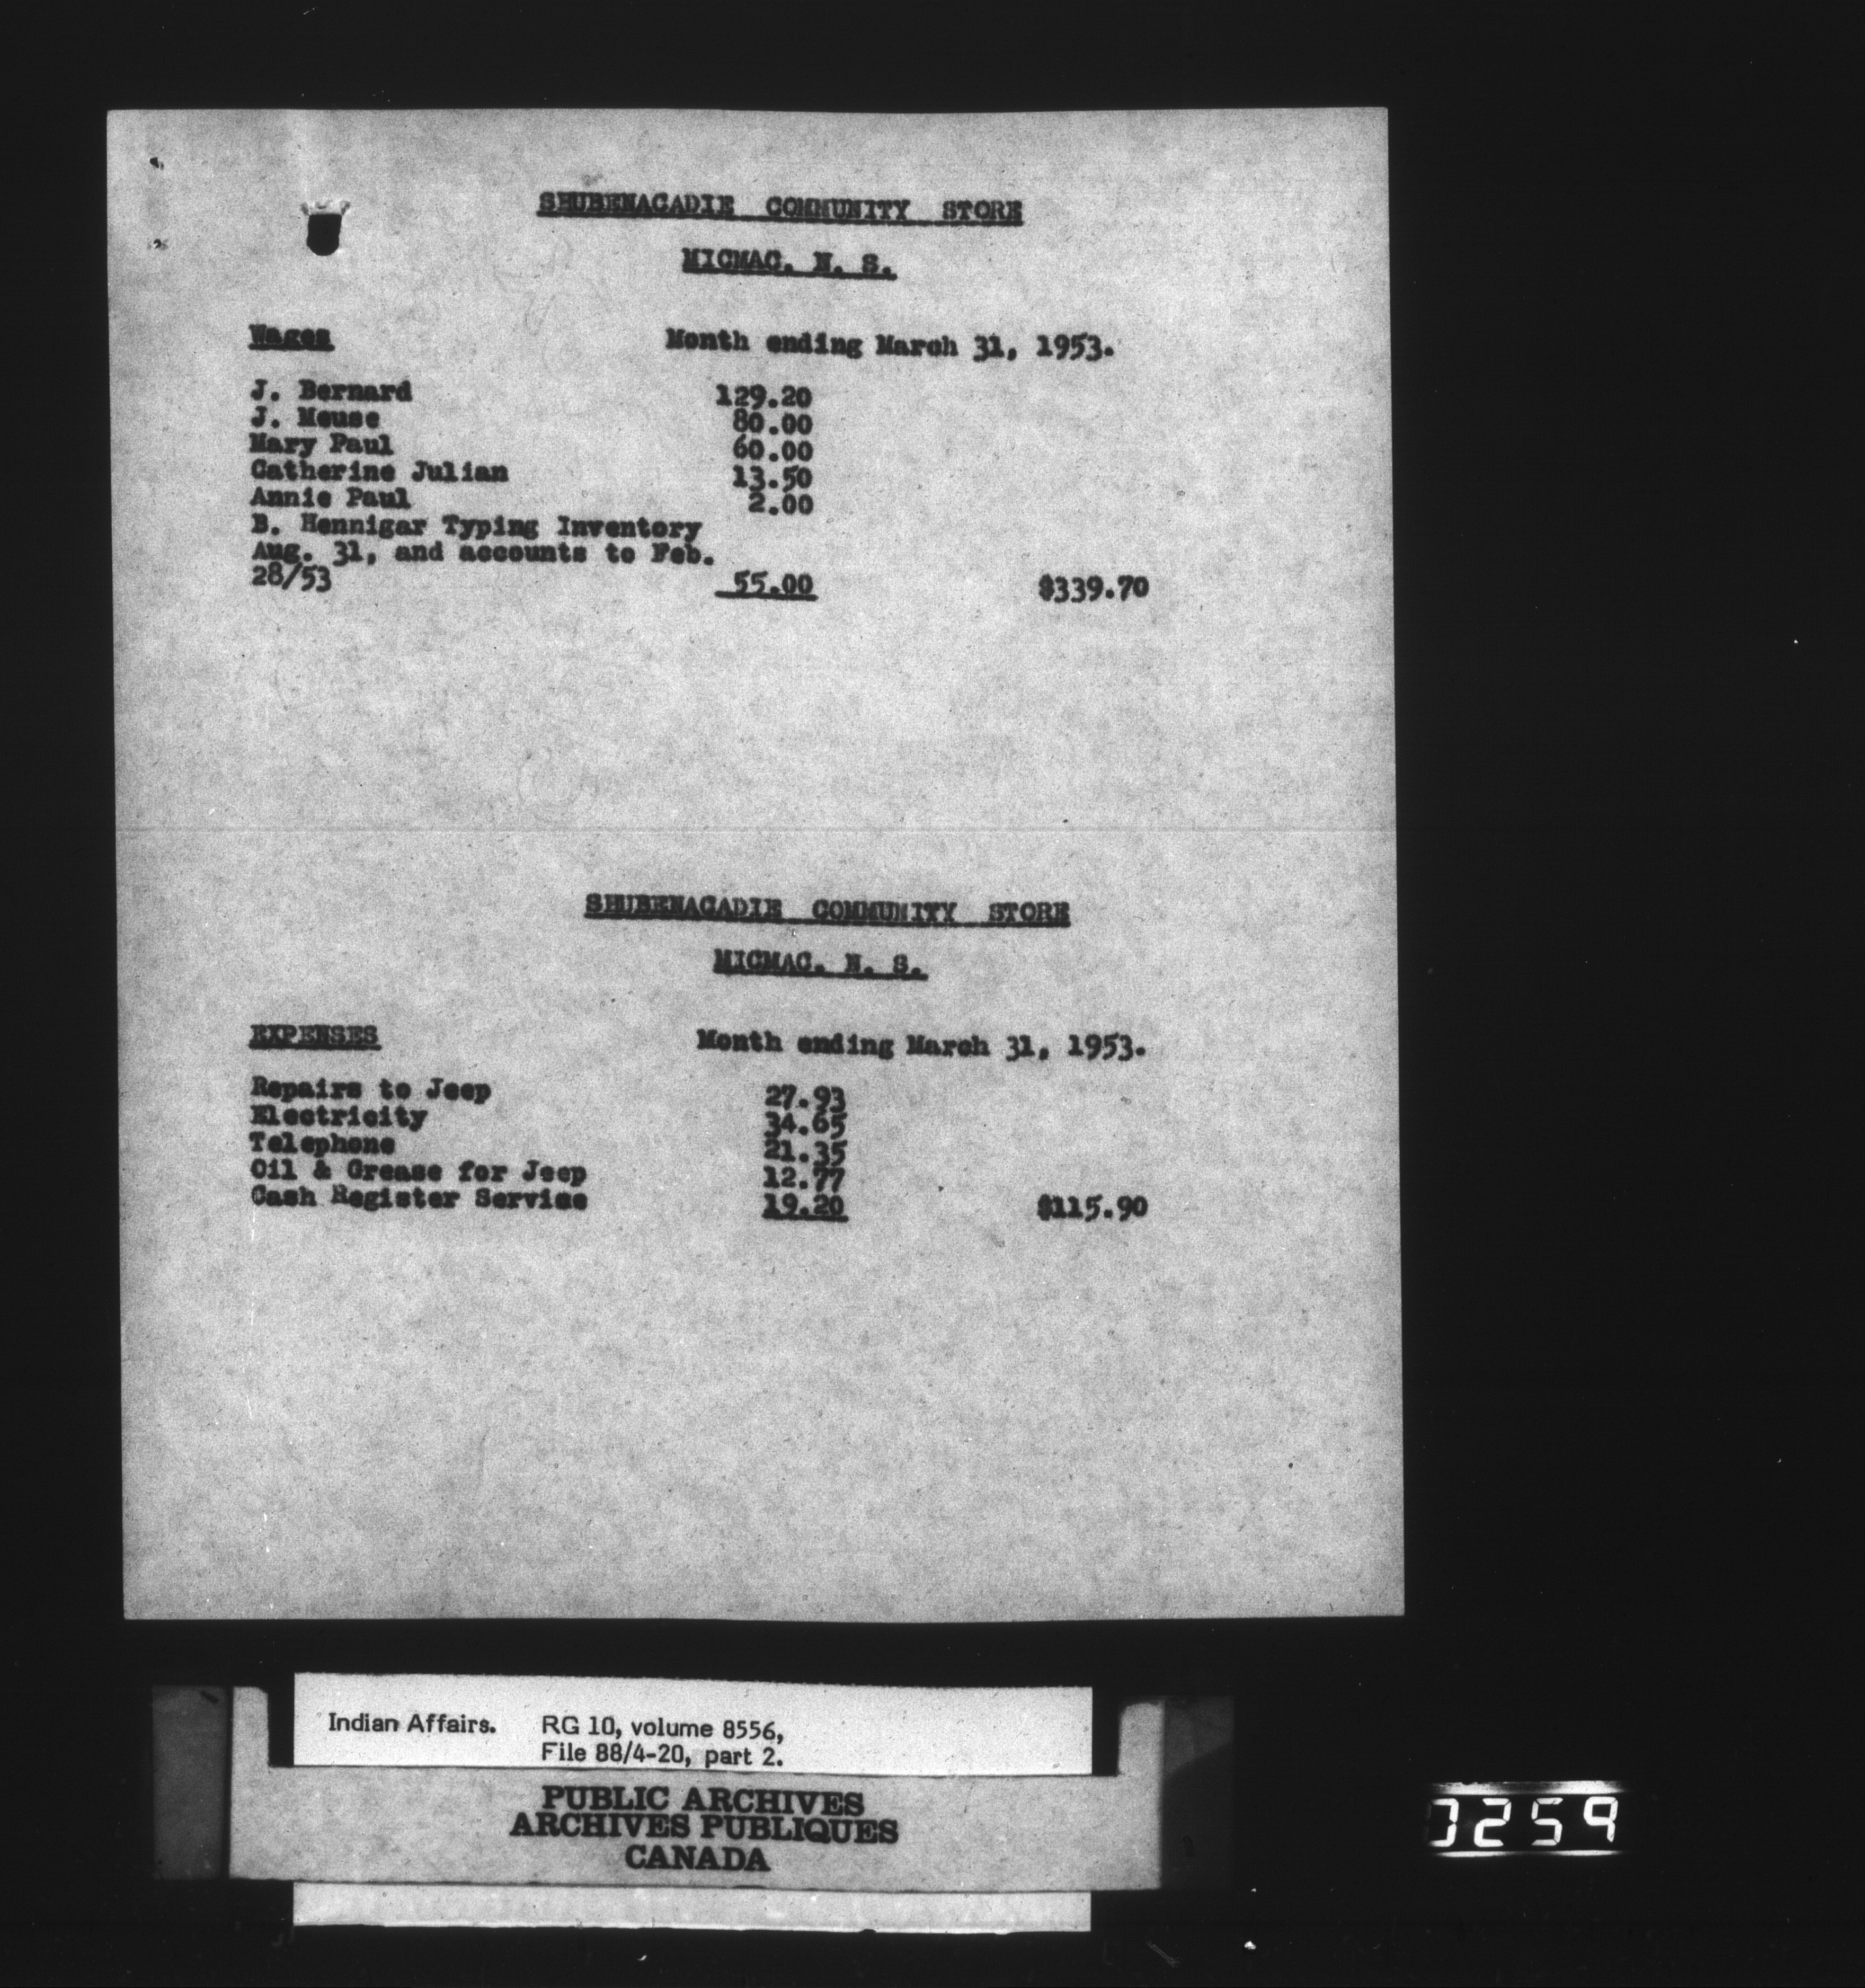 SHUBENACADIE COMMUNITY STORE
MICMAC, N. S.
Wages Month ending March 31, 1953.
J. Bernard 129.20
J. Meuse 80.00
Mary Paul 60.00
Catherine Julian 13.50
Annie Paul 2.00
B. Hennigar Typing Inventory
Aug. 31, and accounts to Feb.
28/53 55.00 $339.70
SHUBENACADIE COMMUNITY STORE
MICMAC, N. S.
EXPENSES Month ending March 31, 1953.
Repairs to Jeep 27.93
Electricity 34.65
Telephone 21.35
Oil & Grease for Jeep 12.77
Cash Register Service 19.20 $115.90
Indian Affairs. RG 10, volume 8556,
File 88/4-20, part 2.
PUBLIC ARCHIVES
ARCHIVES PUBLIQUES
CANADA
0259